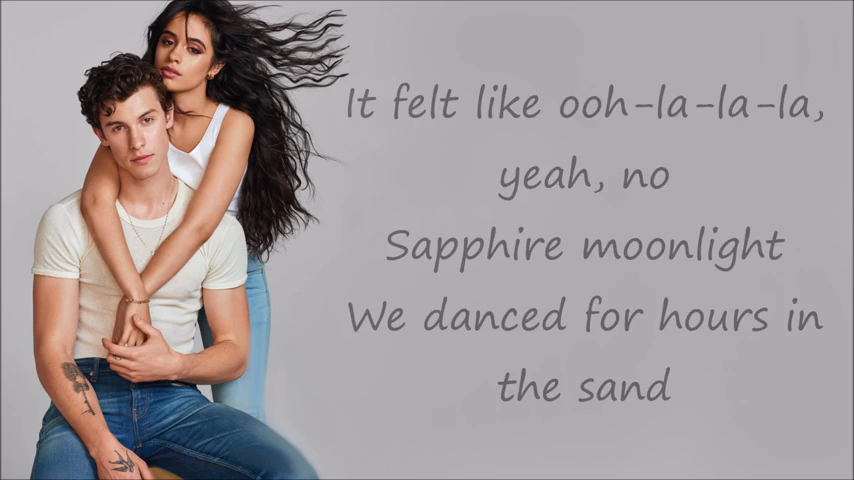 It felt like ooh-la-la-la,
yeah, no
Sapphire moonlight
We danced for hours in
the sand